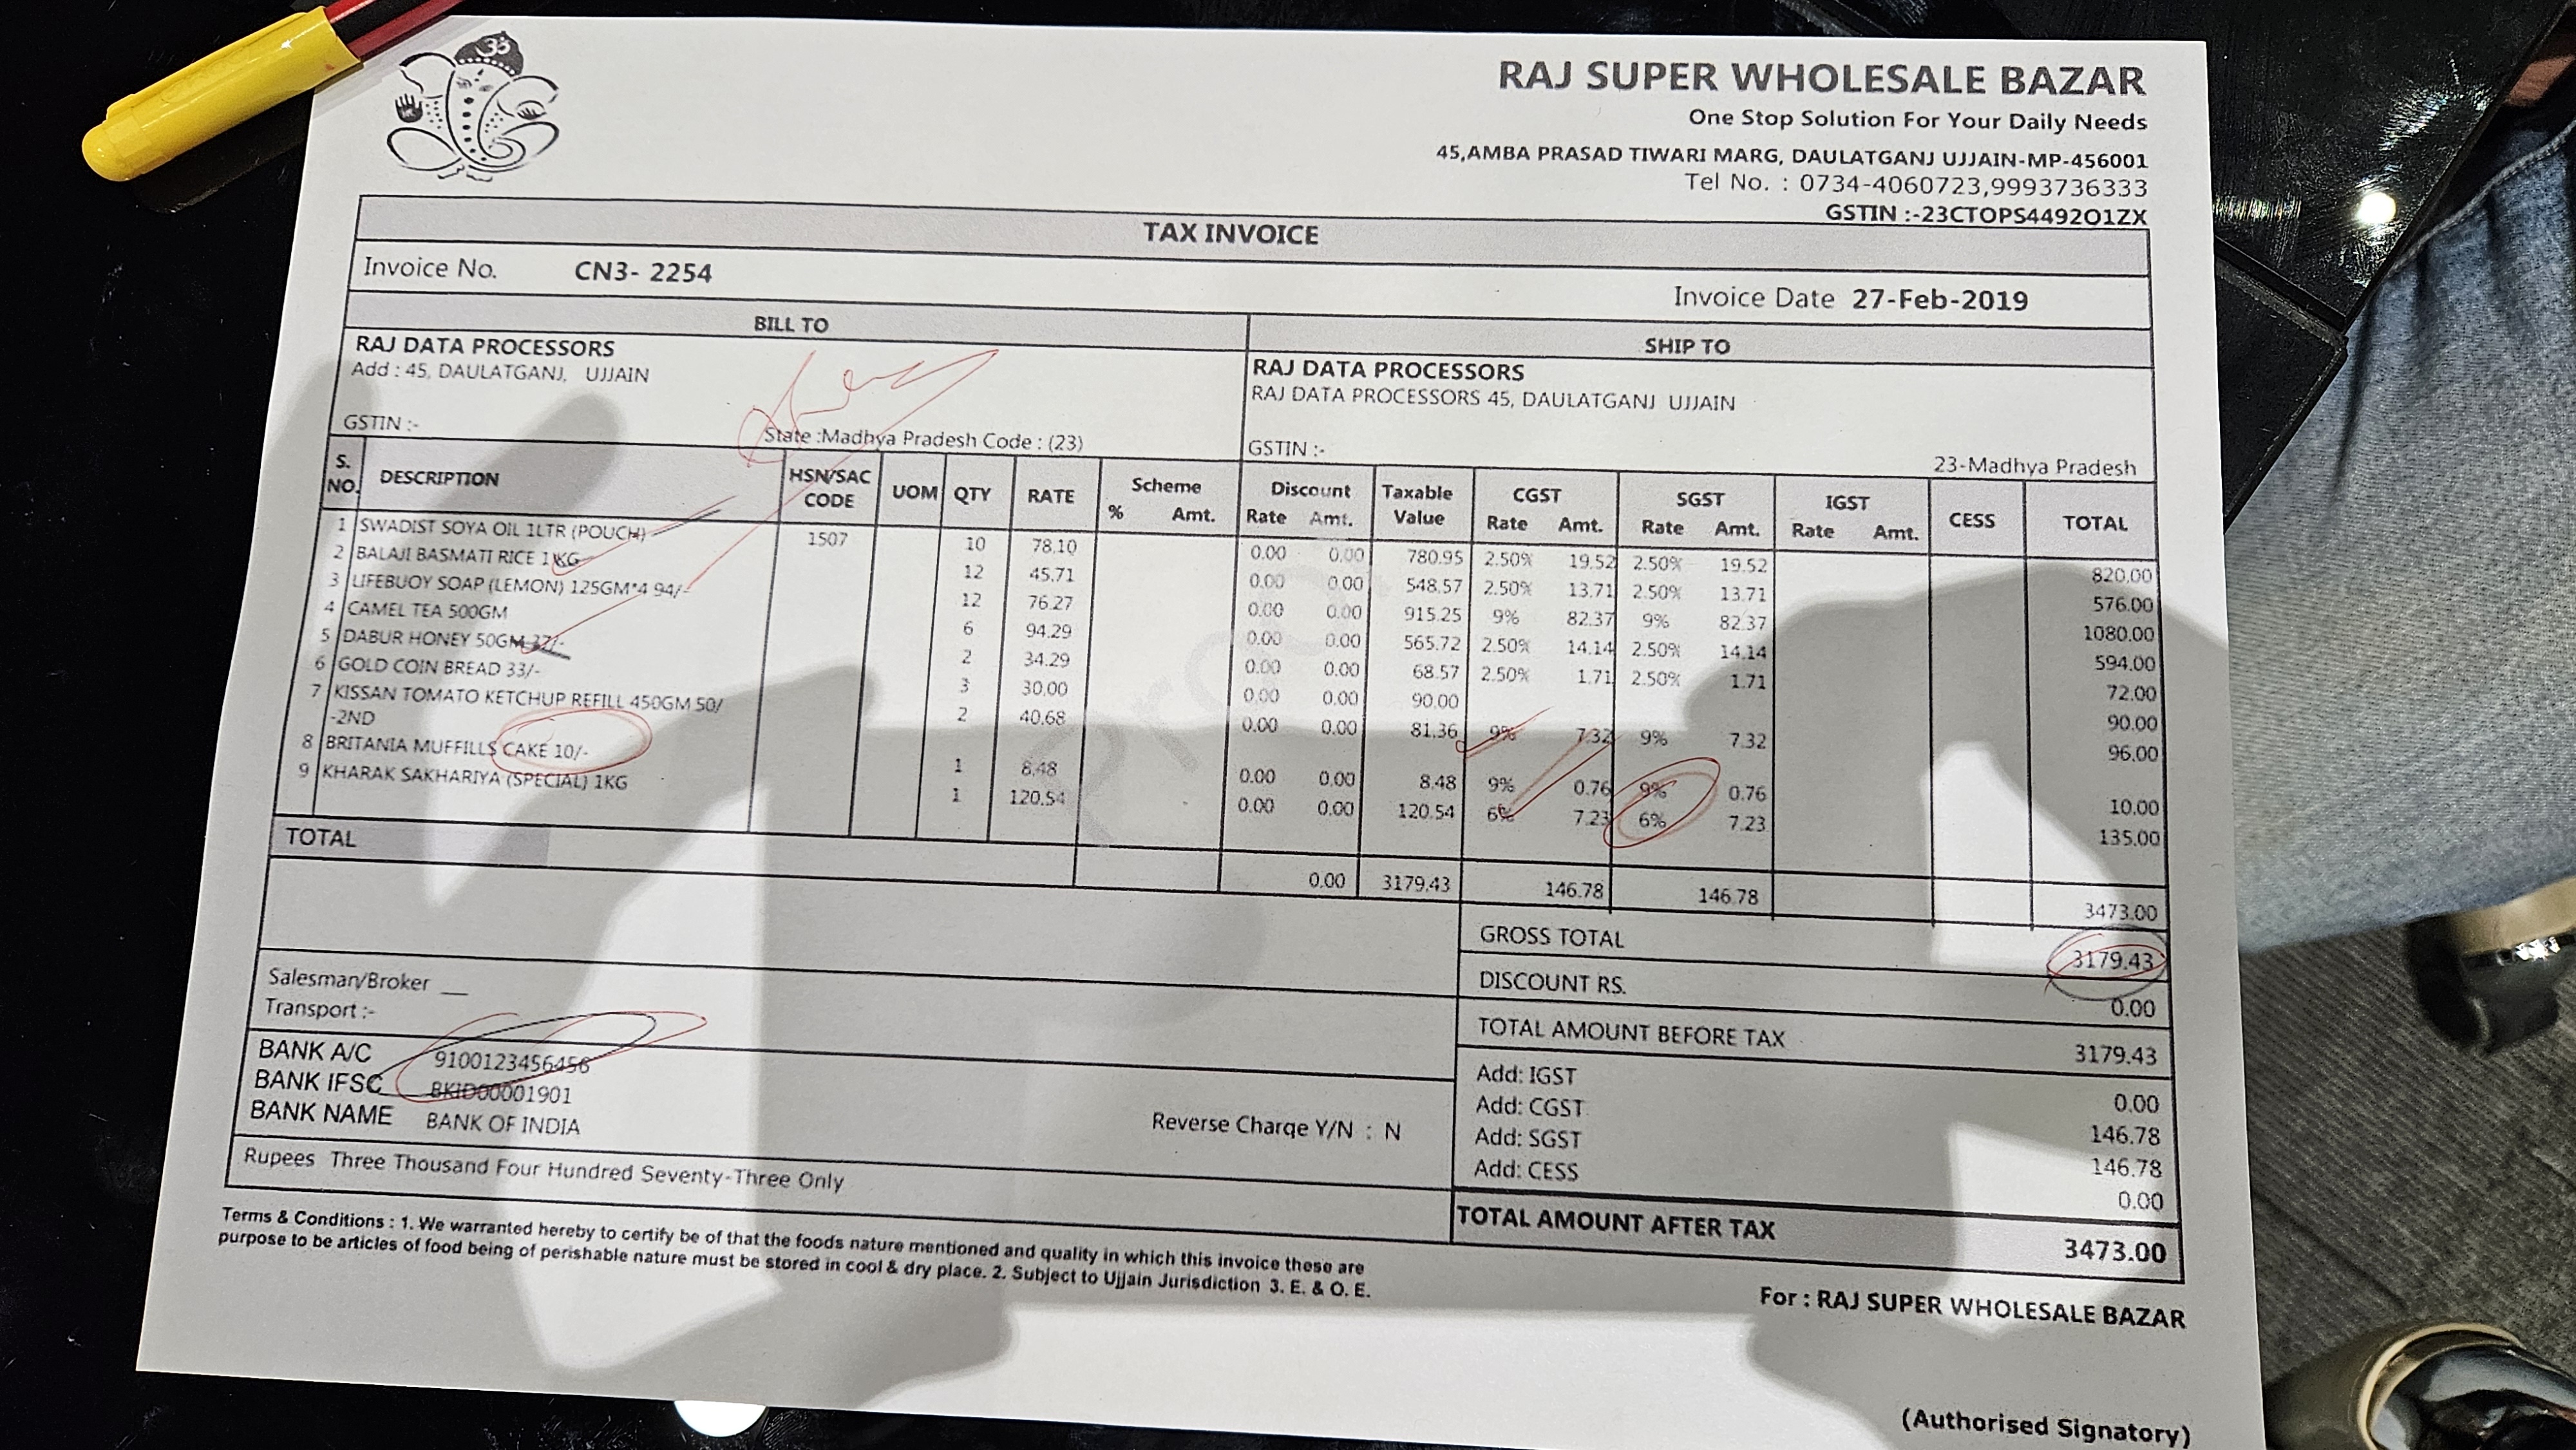 RAJ SUPER WHOLESALE BAZAR
One Stop Solution For Your Daily Needs
45,AMBA PRASAD TIWARI MARG, DAULATGANJ UJJAIN-MP-456001
Tel No. : 0734-4060723,9993736333
GSTIN :-23CTOPS4492O1ZX
TAX INVOICE
Invoice No. CN3- 2254
Invoice Date 27-Feb-2019
BILL TO
RAJ DATA PROCESSORS
Add : 45, DAULATGANJ, UJJAIN
GSTIN :- State :Madhya Pradesh Code : (23)
SHIP TO
RAJ DATA PROCESSORS
RAJ DATA PROCESSORS 45, DAULATGANJ UJJAIN
GSTIN :- 23-Madhya Pradesh
S. NO. DESCRIPTION HSN/SAC CODE UOM QTY RATE Scheme % Amt. Discount Rate Amt. Taxable Value CGST Rate Amt. SGST Rate Amt. IGST Rate Amt. CESS TOTAL
1 SWADIST SOYA OIL 1LTR (POUCH) 1507 10 78.10 0.00 0.00 780.95 2.50% 19.52 2.50% 19.52 820.00
2 BALAJI BASMATI RICE 1KG 12 45.71 0.00 0.00 548.57 2.50% 13.71 2.50% 13.71 576.00
3 LIFEBUOY SOAP (LEMON) 125GM*4 94/- 12 76.27 0.00 0.00 915.25 9% 82.37 9% 82.37 1080.00
4 CAMEL TEA 500GM 6 94.29 0.00 0.00 565.72 2.50% 14.14 2.50% 14.14 594.00
5 DABUR HONEY 50GM 37/- 2 34.29 0.00 0.00 68.57 2.50% 1.71 2.50% 1.71 72.00
6 GOLD COIN BREAD 33/- 3 30.00 0.00 0.00 90.00 90.00
7 KISSAN TOMATO KETCHUP REFILL 450GM 50/ 2 40.68 0.00 0.00 81.36 9% 7.32 9% 7.32 96.00
-2ND
8 BRITANIA MUFFILLS CAKE 10/- 1 8.48 0.00 0.00 8.48 9% 0.76 9% 0.76 10.00
9 KHARAK SAKHARIYA (SPECIAL) 1KG 1 120.54 0.00 0.00 120.54 6% 7.23 6% 7.23 135.00
TOTAL 0.00 3179.43 146.78 146.78 3473.00
GROSS TOTAL 3179.43
DISCOUNT RS. 0.00
TOTAL AMOUNT BEFORE TAX 3179.43
Add: IGST 0.00
Add: CGST 146.78
Add: SGST 146.78
Add: CESS 0.00
TOTAL AMOUNT AFTER TAX 3473.00
Salesman/Broker __
Transport :-
BANK A/C 9100123456456
BANK IFSC BKID00001901
BANK NAME BANK OF INDIA
Reverse Charge Y/N : N
Rupees Three Thousand Four Hundred Seventy-Three Only
Terms & Conditions : 1. We warranted hereby to certify be of that the foods nature mentioned and quality in which this invoice these are
purpose to be articles of food being of perishable nature must be stored in cool & dry place. 2. Subject to Ujjain Jurisdiction 3. E. & O. E.
For : RAJ SUPER WHOLESALE BAZAR
(Authorised Signatory)